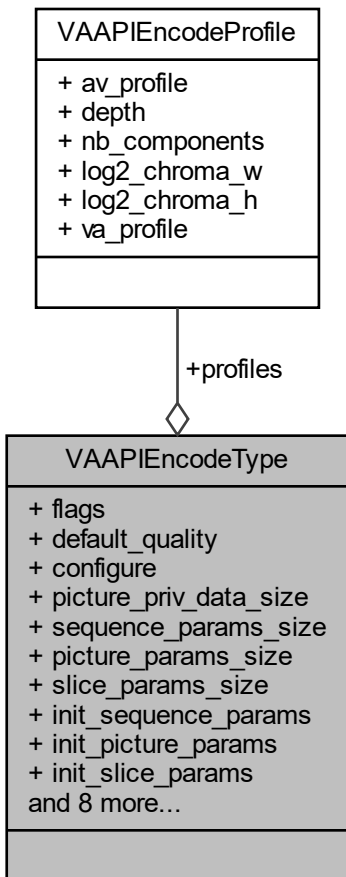 VAAPIEncodeProfile
+ av_profile
+ depth
+ nb_components
+ log2_chroma_w
+ log2_chroma_h
+ va_profile
+profiles
VAAPIEncodeType
+ flags
+ default_quality
+ configure
+ picture_priv_data_size
+ sequence_params_size
+ picture_params_size
+ slice_params_size
+ init_sequence_params
+ init_picture_params
+ init_slice_params
and 8 more...